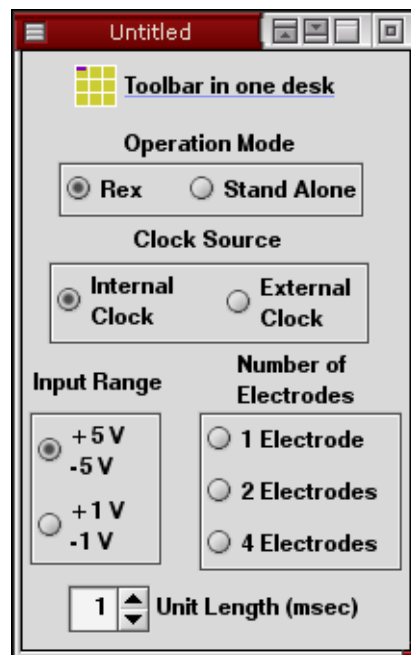 Untitled
Toolbar in one desk
Operation Mode
Rex Stand Alone
Clock Source
Internal Clock
External Clock
Input Range
+5 V
-5 V
+1 V
-1 V
Number of
Electrodes
1 Electrode
2 Electrodes
4 Electrodes
1 Unit Length (msec)